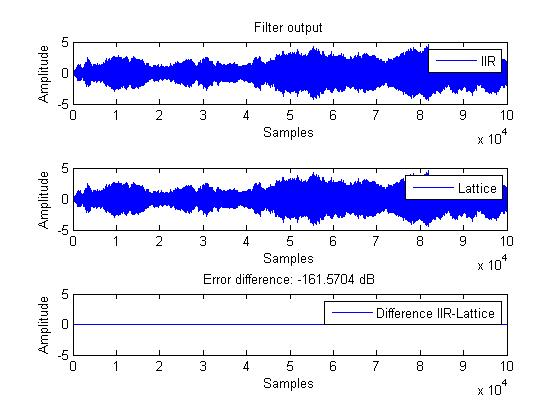 Filter output
5
0
-5
Amplitude
IIR
0 1 2 3 4 5 6 7 8 9 10
Samples
x 10^4
5
0
-5
Amplitude
Lattice
0 1 2 3 4 5 6 7 8 9 10
Samples
x 10^4
Error difference: -161.5704 dB
5
0
-5
Amplitude
Difference IIR-Lattice
0 1 2 3 4 5 6 7 8 9 10
Samples
x 10^4